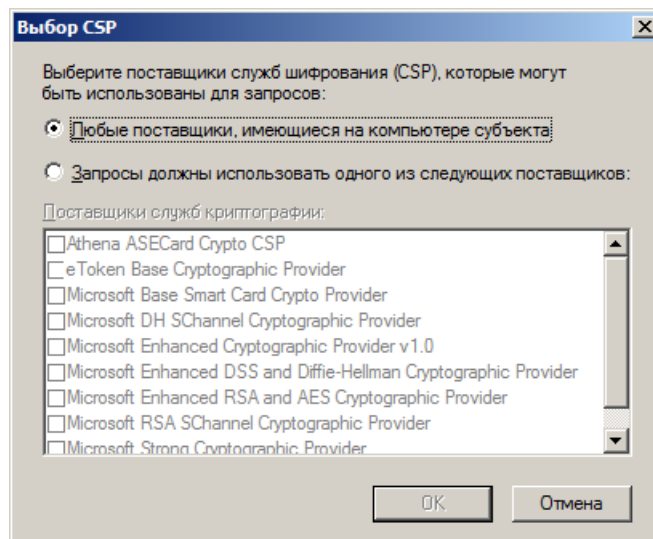 Выбор CSP
Выберите поставщики служб шифрования (CSP), которые могут
быть использованы для запросов:
Любые поставщики, имеющиеся на компьютере субъекта
Запросы должны использовать одного из следующих поставщиков:
Поставщики служб криптографии:
Athena ASECard Crypto CSP
eToken Base Cryptographic Provider
Microsoft Base Smart Card Crypto Provider
Microsoft DH SChannel Cryptographic Provider
Microsoft Enhanced Cryptographic Provider v1.0
Microsoft Enhanced DSS and Diffie-Hellman Cryptographic Provider
Microsoft Enhanced RSA and AES Cryptographic Provider
Microsoft RSA SChannel Cryptographic Provider
Microsoft Strong Cryptographic Provider
OK
Отмена